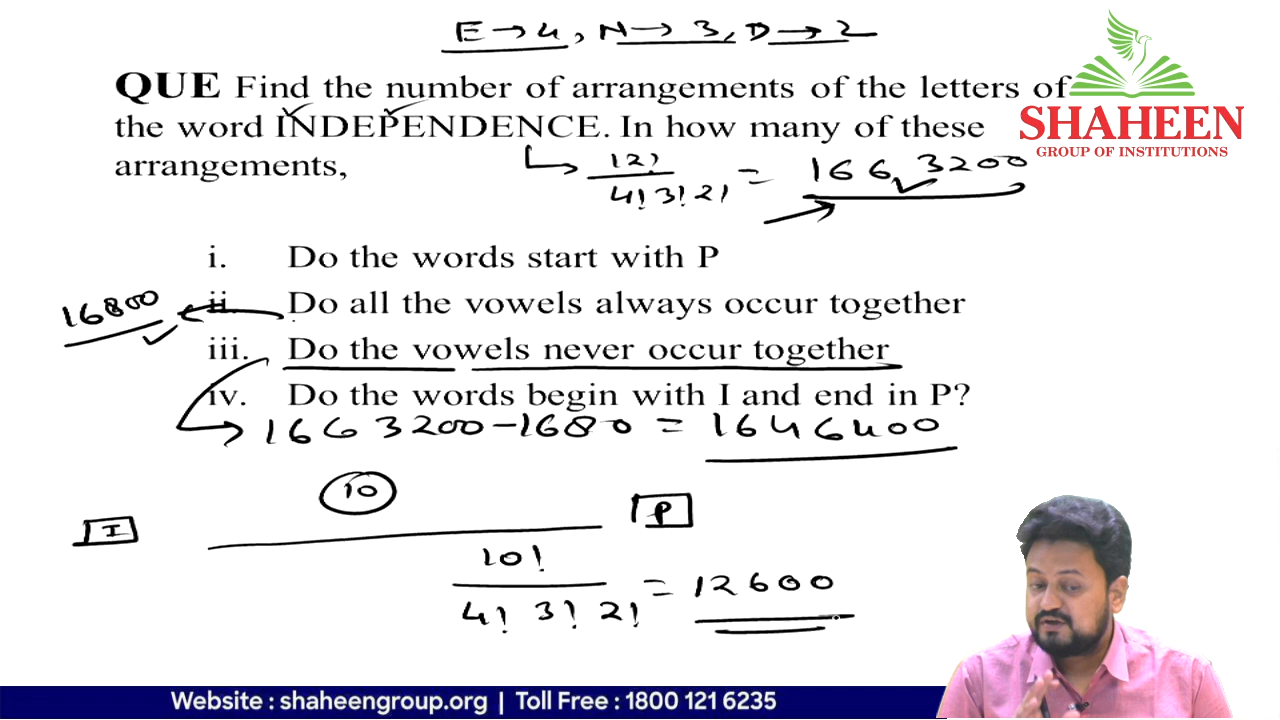 E → 4, N → 3, D → 2
QUE Find the number of arrangements of the letters of
the word INDEPENDENCE. In how many of these
arrangements,
12! / 4! 3! 2! = 1663200
SHAHEEN
GROUP OF INSTITUTIONS
i. Do the words start with P
16800
ii. Do all the vowels always occur together
iii. Do the vowels never occur together
iv. Do the words begin with I and end in P?
1663200 - 1680 = 1646400
10
I
P
10! / 4! 3! 2! = 12600
Website : shaheengroup.org | Toll Free : 1800 121 6235